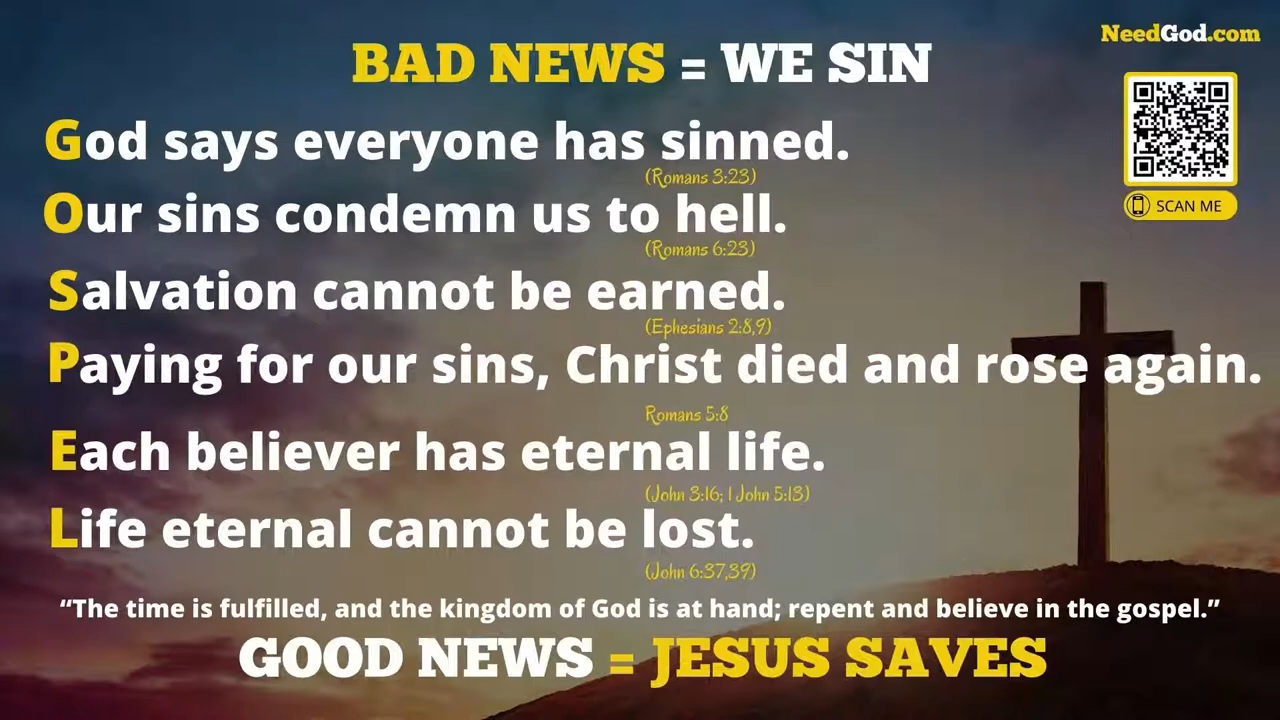 NeedGod.com
BAD NEWS = WE SIN
SCAN ME
God says everyone has sinned.
(Romans 3:23)
Our sins condemn us to hell.
(Romans 6:23)
Salvation cannot be earned.
(Ephesians 2:8,9)
Paying for our sins, Christ died and rose again.
Romans 5:8
Each believer has eternal life.
(John 3:16; 1 John 5:13)
Life eternal cannot be lost.
(John 6:37,39)
“The time is fulfilled, and the kingdom of God is at hand; repent and believe in the gospel.”
GOOD NEWS = JESUS SAVES